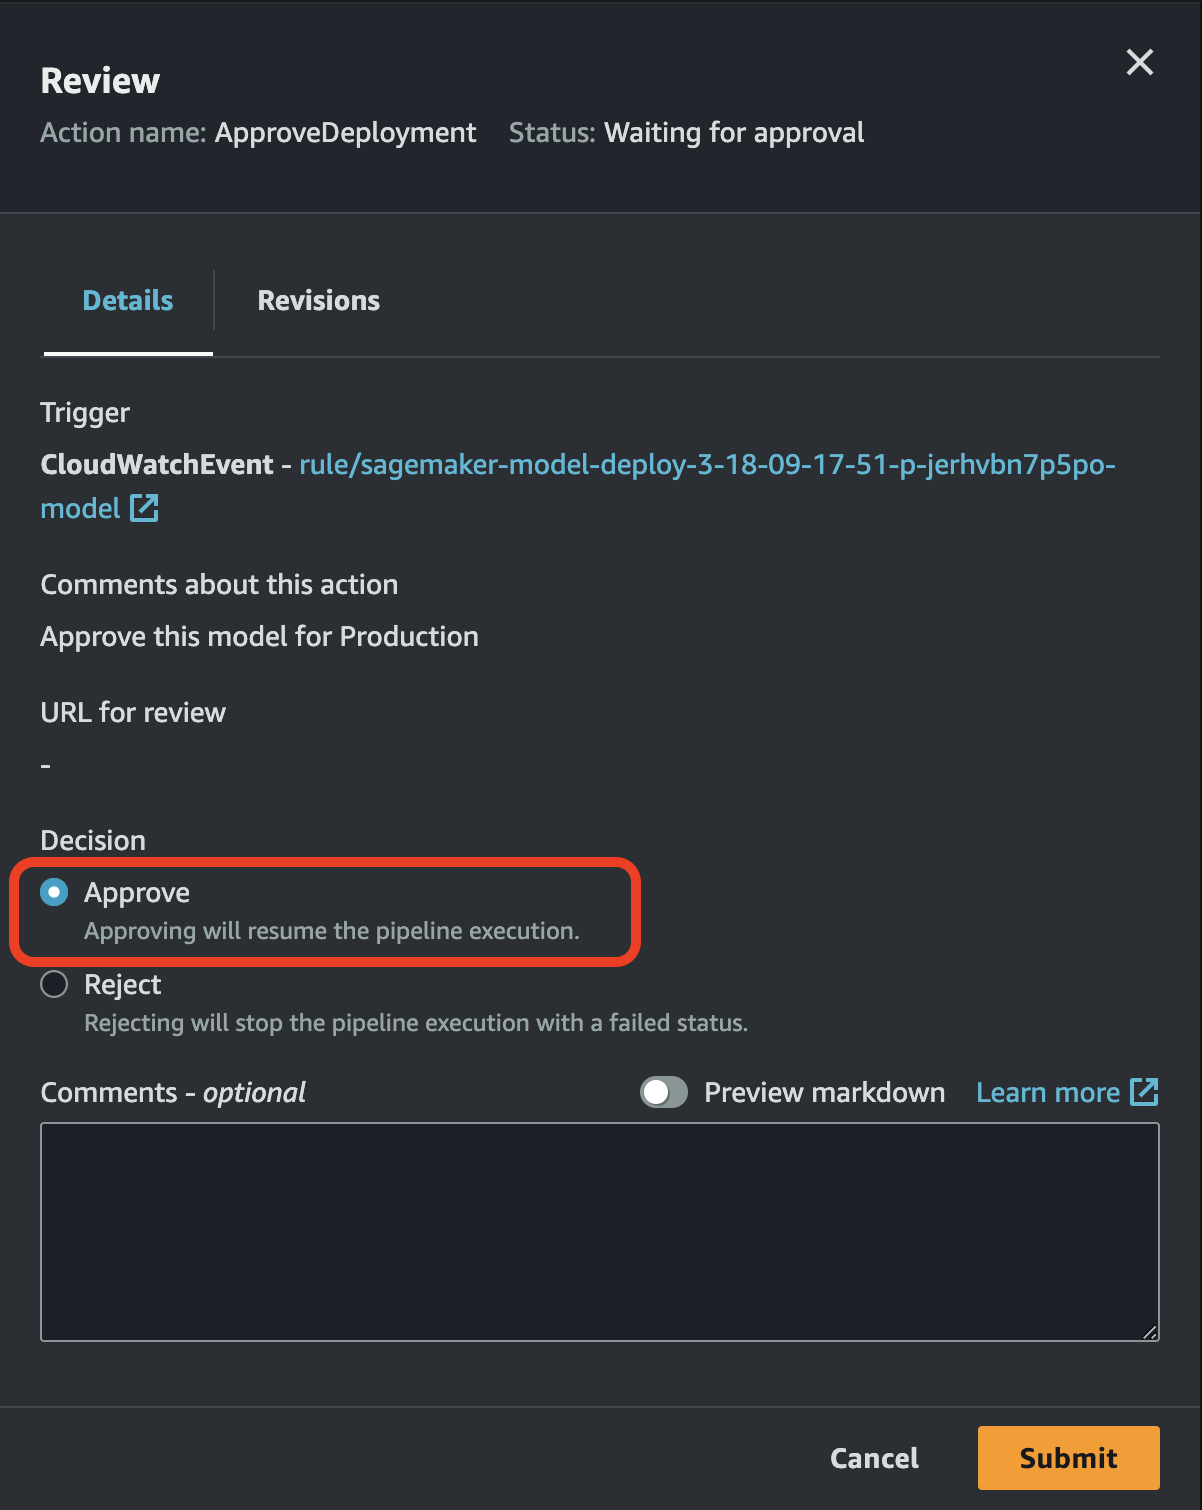 Review
Action name: ApproveDeployment Status: Waiting for approval
Details Revisions
Trigger
CloudWatchEvent - rule/sagemaker-model-deploy-3-18-09-17-51-p-jerhvbn7p5po-
model
Comments about this action
Approve this model for Production
URL for review
-
Decision
Approve
Approving will resume the pipeline execution.
Reject
Rejecting will stop the pipeline execution with a failed status.
Comments - optional Preview markdown Learn more
Cancel Submit